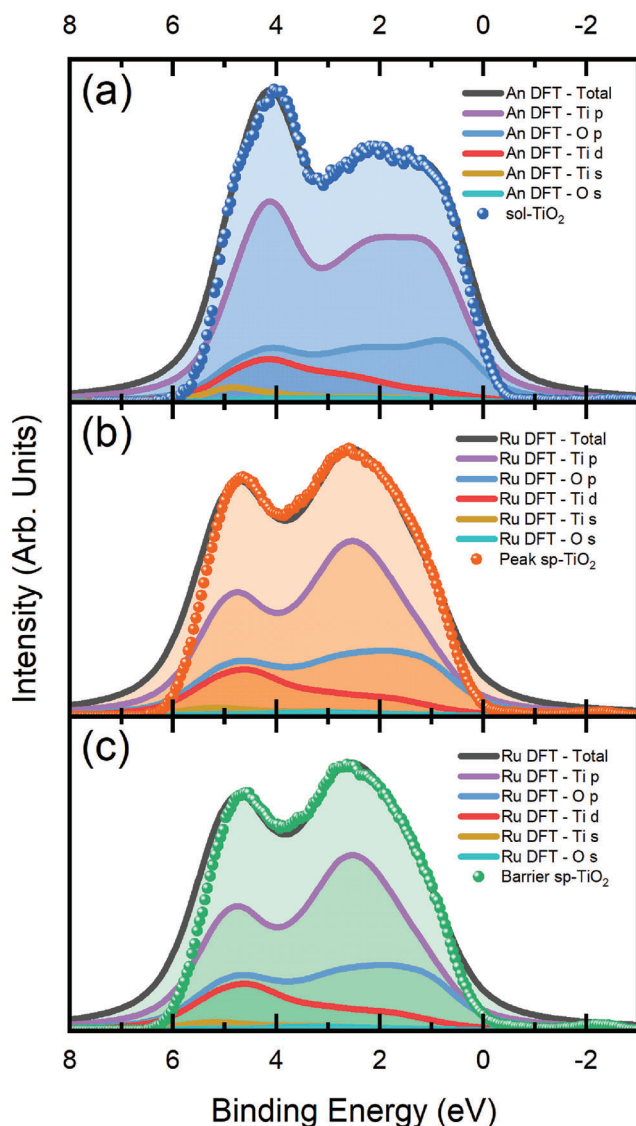 8 6 4 2 0 -2
(a)
An DFT - Total
An DFT - Ti p
An DFT - O p
An DFT - Ti d
An DFT - Ti s
An DFT - O s
sol-TiO₂
(b)
Ru DFT - Total
Ru DFT - Ti p
Ru DFT - O p
Ru DFT - Ti d
Ru DFT - Ti s
Ru DFT - O s
Peak sp-TiO₂
Intensity (Arb. Units)
(c)
Ru DFT - Total
Ru DFT - Ti p
Ru DFT - O p
Ru DFT - Ti d
Ru DFT - Ti s
Ru DFT - O s
Barrier sp-TiO₂
8 6 4 2 0 -2
Binding Energy (eV)